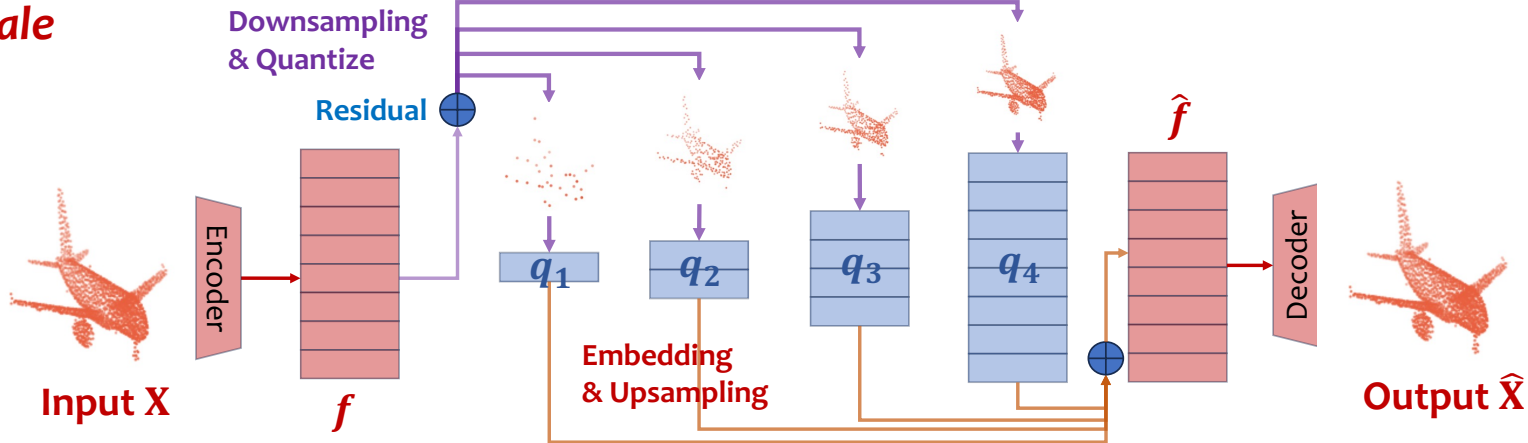 ale
Downsampling
& Quantize
Residual
Encoder
q₁
q₂
q₃
q₄
f̂
Decoder
Embedding
& Upsampling
Input X
f
Output X̂